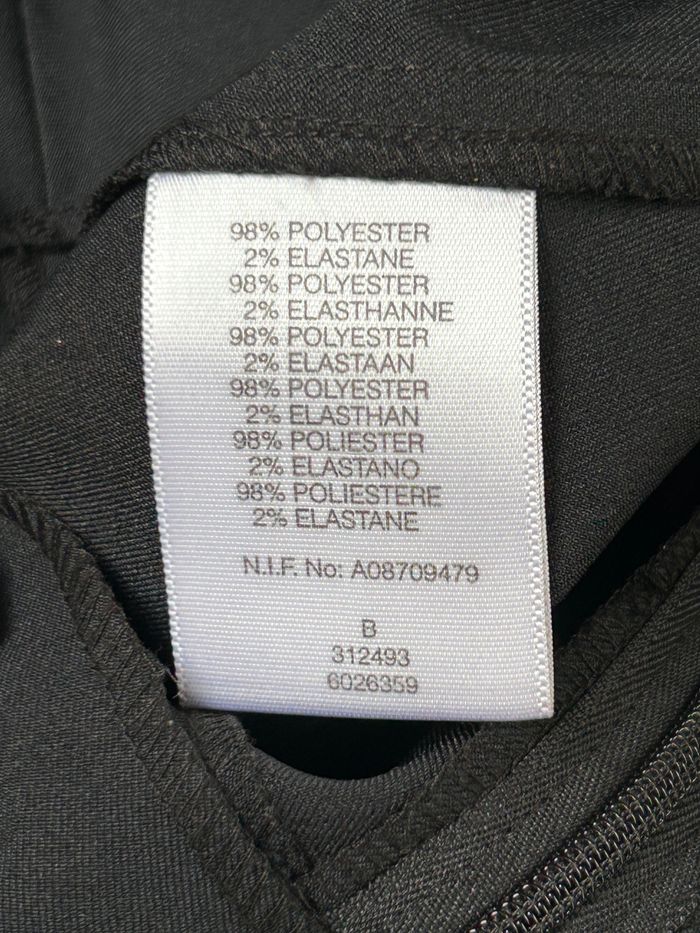 98% POLYESTER
2% ELASTANE
98% POLYESTER
2% ELASTHANNE
98% POLYESTER
2% ELASTAAN
98% POLYESTER
2% ELASTHAN
98% POLIESTER
2% ELASTANO
98% POLIESTERE
2% ELASTANE
N.I.F. No: A08709479
B
312493
6026359